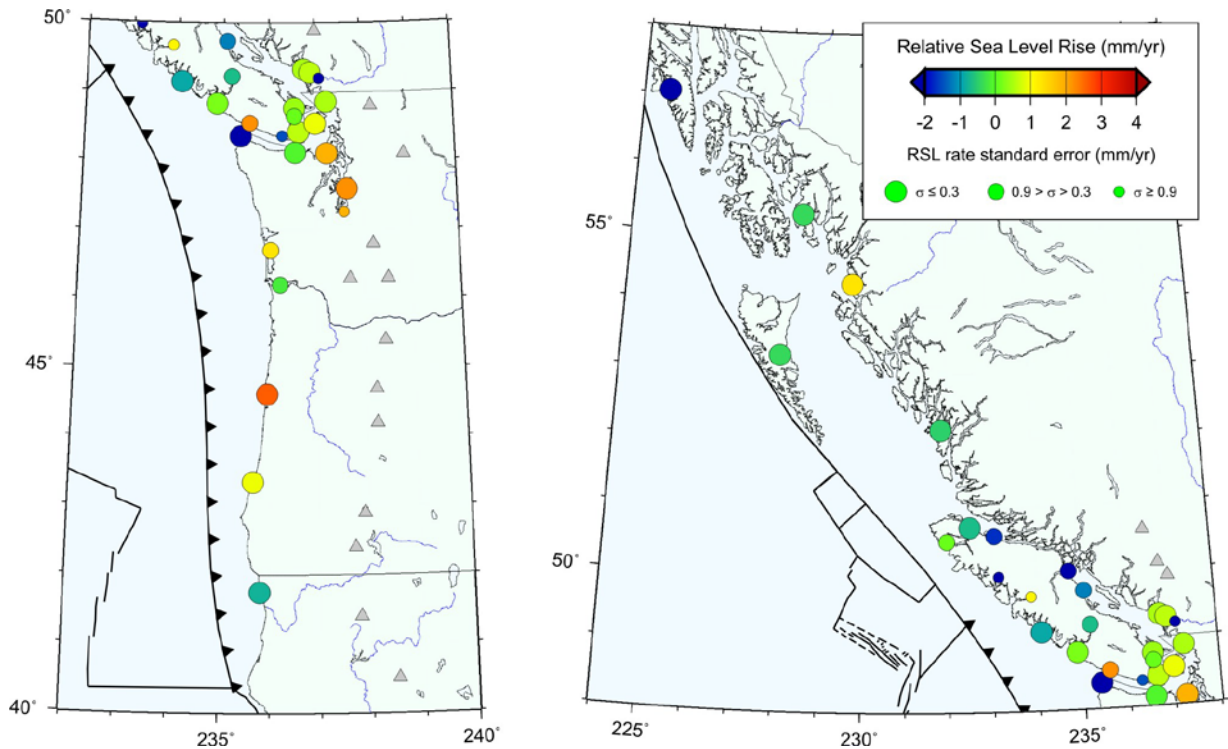 50˚
45˚
40˚
235˚
240˚
Relative Sea Level Rise (mm/yr)
-2 -1 0 1 2 3 4
RSL rate standard error (mm/yr)
σ ≤ 0.3 0.9 > σ > 0.3 σ ≥ 0.9
55˚
50˚
225˚
230˚
235˚